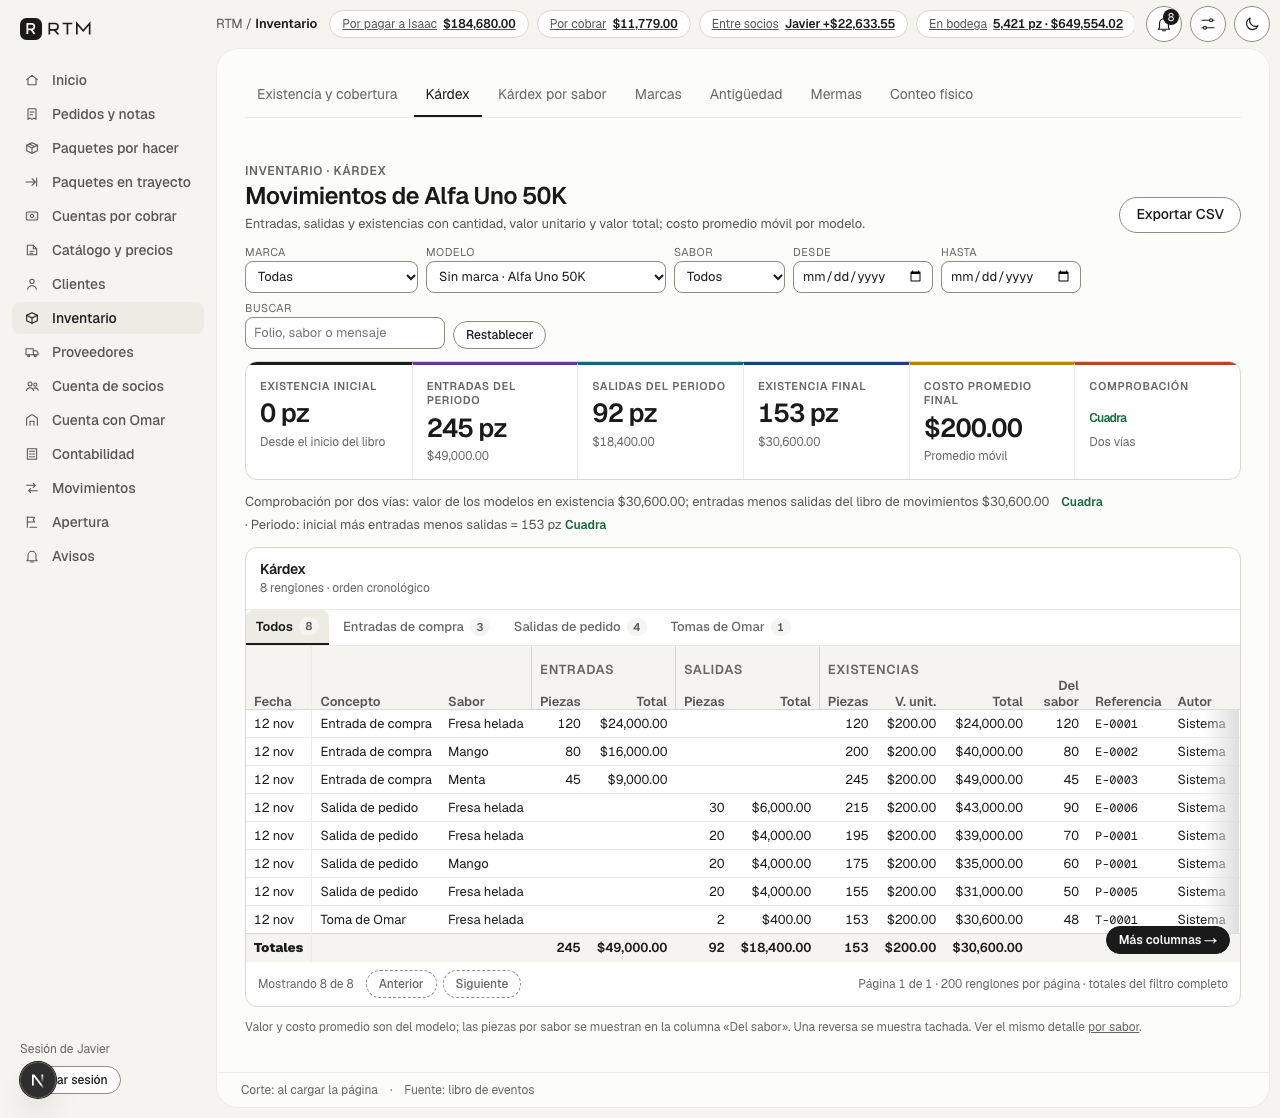 R RTM
RTM / Inventario
Por pagar a Isaac $184,680.00
Por cobrar $11,779.00
Entre socios Javier +$22,633.55
En bodega 5,421 pz · $649,554.02
8
Inicio
Pedidos y notas
Paquetes por hacer
Paquetes en trayecto
Cuentas por cobrar
Catálogo y precios
Clientes
Inventario
Proveedores
Cuenta de socios
Cuenta con Omar
Contabilidad
Movimientos
Apertura
Avisos
Sesión de Javier
N ar sesión
Existencia y cobertura Kárdex Kárdex por sabor Marcas Antigüedad Mermas Conteo físico
INVENTARIO · KÁRDEX
Movimientos de Alfa Uno 50K
Entradas, salidas y existencias con cantidad, valor unitario y valor total; costo promedio móvil por modelo.
Exportar CSV
MARCA MODELO SABOR DESDE HASTA
Todas Sin marca · Alfa Uno 50K Todos mm/dd/yyyy mm/dd/yyyy
BUSCAR
Folio, sabor o mensaje Restablecer
EXISTENCIA INICIAL
0 pz
Desde el inicio del libro
ENTRADAS DEL
PERIODO
245 pz
$49,000.00
SALIDAS DEL PERIODO
92 pz
$18,400.00
EXISTENCIA FINAL
153 pz
$30,600.00
COSTO PROMEDIO
FINAL
$200.00
Promedio móvil
COMPROBACIÓN
Cuadra
Dos vías
Comprobación por dos vías: valor de los modelos en existencia $30,600.00; entradas menos salidas del libro de movimientos $30,600.00 Cuadra
· Periodo: inicial más entradas menos salidas = 153 pz Cuadra
Kárdex
8 renglones · orden cronológico
Todos 8 Entradas de compra 3 Salidas de pedido 4 Tomas de Omar 1
ENTRADAS SALIDAS EXISTENCIAS
Fecha Concepto Sabor Piezas Total Piezas Total Piezas V. unit. Total Del sabor Referencia Autor
12 nov Entrada de compra Fresa helada 120 $24,000.00 120 $200.00 $24,000.00 120 E-0001 Sistema
12 nov Entrada de compra Mango 80 $16,000.00 200 $200.00 $40,000.00 80 E-0002 Sistema
12 nov Entrada de compra Menta 45 $9,000.00 245 $200.00 $49,000.00 45 E-0003 Sistema
12 nov Salida de pedido Fresa helada 30 $6,000.00 215 $200.00 $43,000.00 90 E-0006 Sistema
12 nov Salida de pedido Fresa helada 20 $4,000.00 195 $200.00 $39,000.00 70 P-0001 Sistema
12 nov Salida de pedido Mango 20 $4,000.00 175 $200.00 $35,000.00 60 P-0001 Sistema
12 nov Salida de pedido Fresa helada 20 $4,000.00 155 $200.00 $31,000.00 50 P-0005 Sistema
12 nov Toma de Omar Fresa helada 2 $400.00 153 $200.00 $30,600.00 48 T-0001 Sistema
Totales 245 $49,000.00 92 $18,400.00 153 $200.00 $30,600.00
Más columnas →
Mostrando 8 de 8 Anterior Siguiente Página 1 de 1 · 200 renglones por página · totales del filtro completo
Valor y costo promedio son del modelo; las piezas por sabor se muestran en la columna «Del sabor». Una reversa se muestra tachada. Ver el mismo detalle por sabor.
Corte: al cargar la página · Fuente: libro de eventos